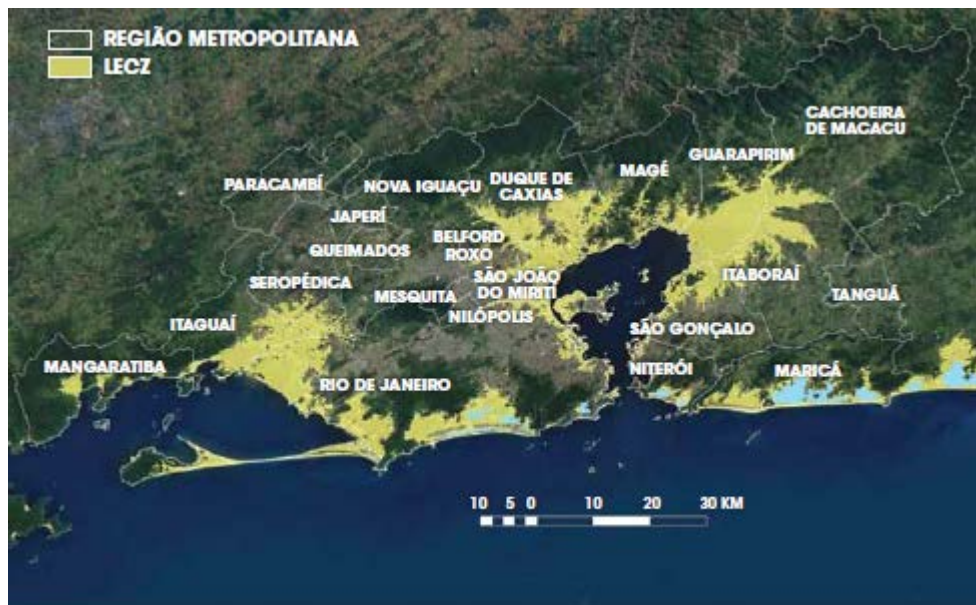 REGIÃO METROPOLITANA
LECZ
CACHOEIRA
DE MACACU
GUARAPIRIM
MAGÉ
DUQUE DE
CAXIAS
PARACAMBÍ
NOVA IGUAÇU
JAPERÍ
BELFORD
ROXO
QUEIMADOS
SÃO JOÃO
DO MIRITÍ
ITABORAÍ
SEROPÉDICA
MESQUITA
TANGUÁ
NILÓPOLIS
ITAGUAÍ
SÃO GONÇALO
MANGARATIBA
RIO DE JANEIRO
NITERÓI
MARICÁ
10 5 0 10 20 30 KM